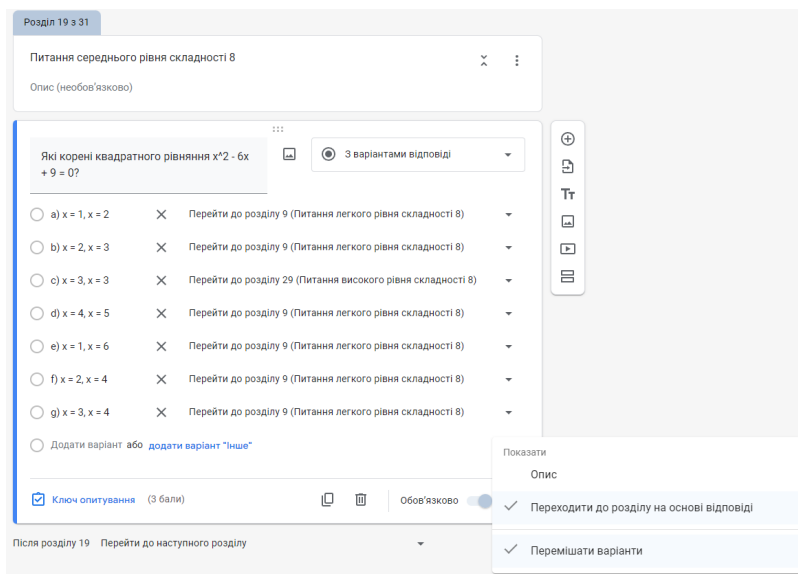 Розділ 19 з 31
Питання середнього рівня складності 8
Опис (необов'язково)
Які корені квадратного рівняння x^2 - 6x
+ 9 = 0?
З варіантами відповіді
a) x = 1, x = 2 Перейти до розділу 9 (Питання легкого рівня складності 8)
b) x = 2, x = 3 Перейти до розділу 9 (Питання легкого рівня складності 8)
c) x = 3, x = 3 Перейти до розділу 29 (Питання високого рівня складності 8)
d) x = 4, x = 5 Перейти до розділу 9 (Питання легкого рівня складності 8)
e) x = 1, x = 6 Перейти до розділу 9 (Питання легкого рівня складності 8)
f) x = 2, x = 4 Перейти до розділу 9 (Питання легкого рівня складності 8)
g) x = 3, x = 4 Перейти до розділу 9 (Питання легкого рівня складності 8)
Додати варіант або додати варіант "Інше"
Ключ опитування (3 бали) Обов'язково
Після розділу 19 Перейти до наступного розділу
Tт
Показати
Опис
Переходити до розділу на основі відповіді
Перемішати варіанти